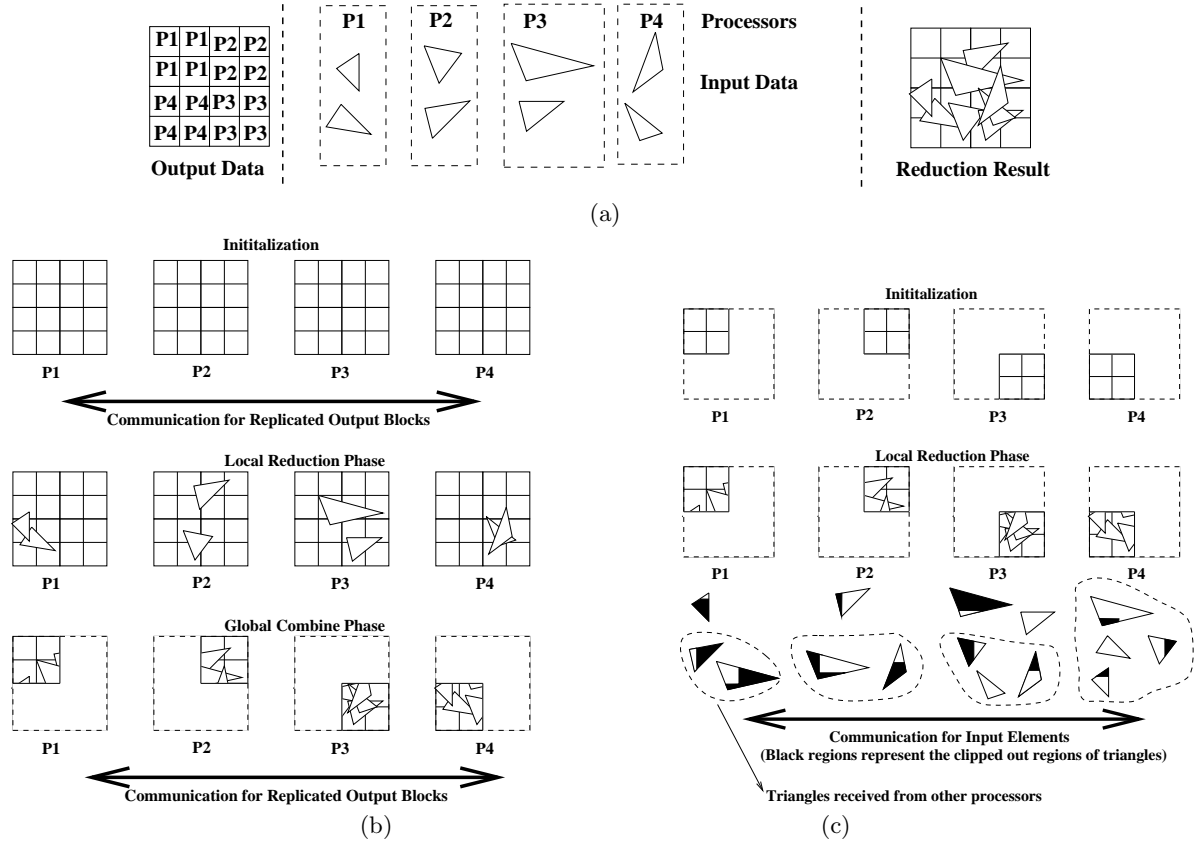 P1 P1 P2 P2
P1 P1 P2 P2
P4 P4 P3 P3
P4 P4 P3 P3
Output Data
P1 P2 P3 P4 Processors
Input Data
Reduction Result
(a)
Inititalization
P1 P2 P3 P4
Communication for Replicated Output Blocks
Local Reduction Phase
P1 P2 P3 P4
Global Combine Phase
P1 P2 P3 P4
Communication for Replicated Output Blocks
(b)
Inititalization
P1 P2 P3 P4
Local Reduction Phase
P1 P2 P3 P4
Communication for Input Elements
(Black regions represent the clipped out regions of triangles)
Triangles received from other processors
(c)